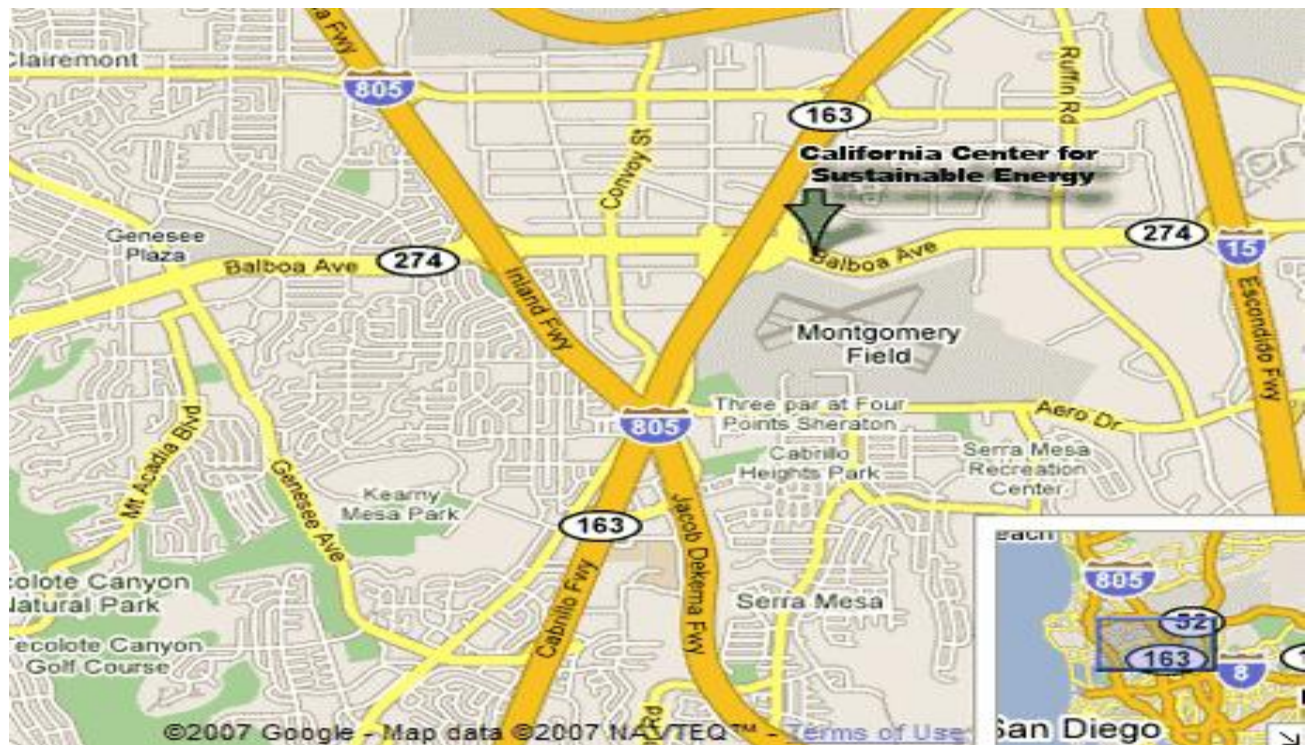 a Fwy
Clairemont
805
163
Ruffin Rd
California Center for
Sustainable Energy
Convoy St
Genesee
Plaza
Balboa Ave
274
Balboa Ave
274
15
Inland Fwy
Escondido Fwy
Montgomery
Field
805
Three par at Four
Points Sheraton
Aero Dr
Mt Acadia Blvd
Genesee Ave
Cabrillo
Heights Park
Serra Mesa
Recreation
Center
Kearny
Mesa Park
163
Jacob Dekema Fwy
Cabrillo Fwy
ecolote Canyon
Natural Park
Serra Mesa
ecolote Canyon
Golf Course
Rd
each
805
52
163
8
San Diego
©2007 Google - Map data ©2007 NAVTEQ™ - Terms of Use